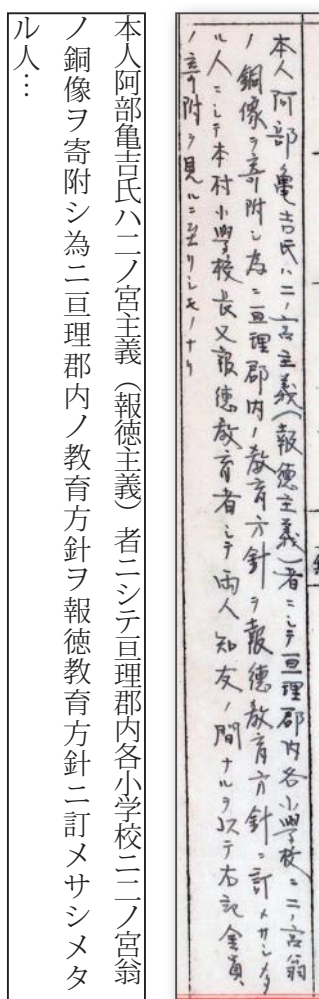 本人阿部亀吉氏ハ二ノ宮主義(報徳主義)者ニシテ亘理郡内各小學校ニ二ノ宮翁
ノ銅像ヲ寄附シ為ニ亘理郡内ノ教育方針ヲ報徳教育方針ニ訂メサシメタ
ル人ニシテ本村小學校長又報徳教育者ニシテ両人知友ノ間ナルヲ以テ右記金員
ノ寄附ヲ見ルニ至リシモノナリ
本人阿部亀吉氏ハ二ノ宮主義(報徳主義)者ニシテ亘理郡内各小学校ニ二ノ宮翁
ノ銅像ヲ寄附シ為ニ亘理郡内ノ教育方針ヲ報徳教育方針ニ訂メサシメタ
ル人…